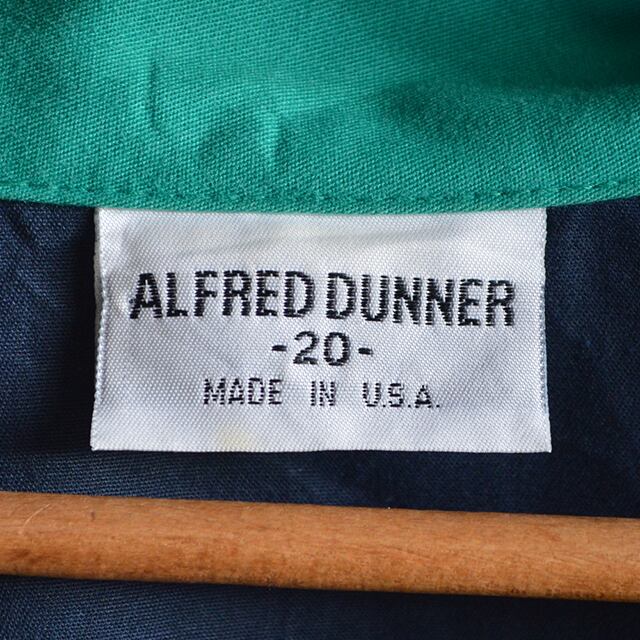 ALFRED DUNNER
-20-
MADE IN U.S.A.